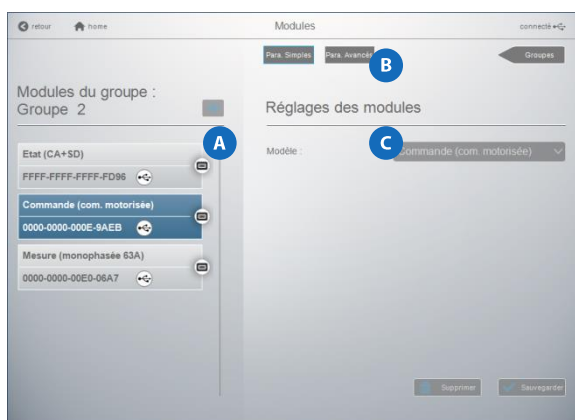 retour home Modules connecté
Para. Simples Para. Avancés B Groupes
Modules du groupe :
Groupe 2
Réglages des modules
A C
Etat (CA+SD)
Modèle : Commande (com. motorisée)
FFFF-FFFF-FFFF-FD96
Commande (com. motorisée)
0000-0000-000E-9AEB
Mesure (monophasée 63A)
0000-0000-00E0-06A7
Supprimer Sauvegarder